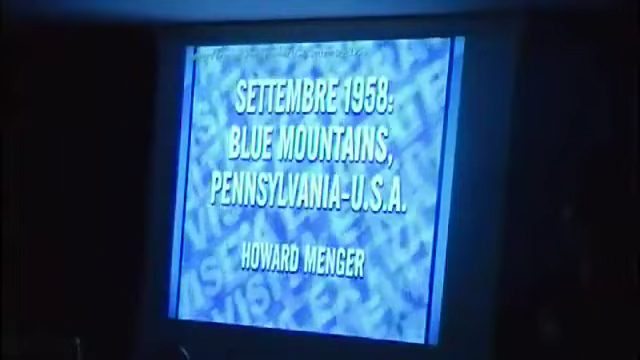 SETTEMBRE 1958:
BLUE MOUNTAINS,
PENNSYLVANIA-U.S.A.
HOWARD MENGER